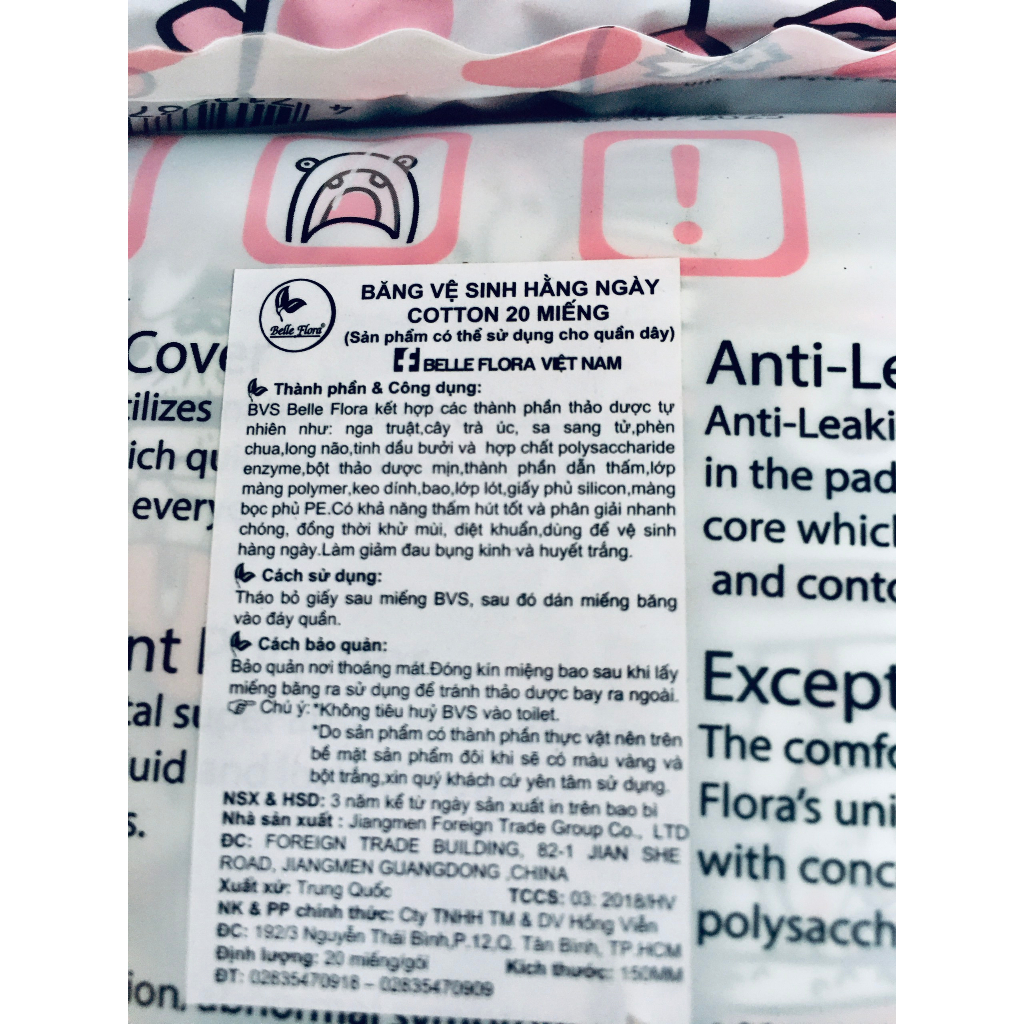 2025
Cove
ilizes
ich qu
every
nt
tal su
uid
s.
ion, abnormal symptoms
Belle Flora
BĂNG VỆ SINH HẰNG NGÀY
COTTON 20 MIẾNG
(Sản phẩm có thể sử dụng cho quần dây)
BELLE FLORA VIỆT NAM
Thành phần & Công dụng:
BVS Belle Flora kết hợp các thành phần thảo dược tự
nhiên như: nga truật,cây trà úc, sa sang tử,phèn
chua,long não,tinh dầu bưởi và hợp chất polysaccharide
enzyme,bột thảo dược mịn,thành phần dẫn thấm,lớp
màng polymer,keo dính,bao,lớp lót,giấy phủ silicon,màng
bọc phủ PE.Có khả năng thấm hút tốt và phân giải nhanh
chóng, đồng thời khử mùi, diệt khuẩn,dùng để vệ sinh
hàng ngày.Làm giảm đau bụng kinh và huyết trắng.
Cách sử dụng:
Tháo bỏ giấy sau miếng BVS, sau đó dán miếng băng
vào đáy quần.
Cách bảo quản:
Bảo quản nơi thoáng mát.Đóng kín miệng bao sau khi lấy
miếng băng ra sử dụng để tránh thảo dược bay ra ngoài.
Chú ý:*Không tiêu huỷ BVS vào toilet.
*Do sản phẩm có thành phần thực vật nên trên
bề mặt sản phẩm đôi khi sẽ có màu vàng và
bột trắng,xin quý khách cứ yên tâm sử dụng.
NSX & HSD: 3 năm kể từ ngày sản xuất in trên bao bì
Nhà sản xuất : Jiangmen Foreign Trade Group Co., LTD
ĐC: FOREIGN TRADE BUILDING, 82-1 JIAN SHE
ROAD, JIANGMEN GUANGDONG ,CHINA
Xuất xứ: Trung Quốc TCCS: 03: 2018/HV
NK & PP chính thức: Cty TNHH TM & DV Hồng Viễn
ĐC: 192/3 Nguyễn Thái Bình,P.12,Q. Tân Bình, TP.HCM
Định lượng: 20 miếng/gói Kích thước: 150MM
ĐT: 02835470918 – 02835470909
Anti-Le
Anti-Leaki
in the pad
core whicl
and conto
Except
The comfo
Flora's uni
with conc
polysacch